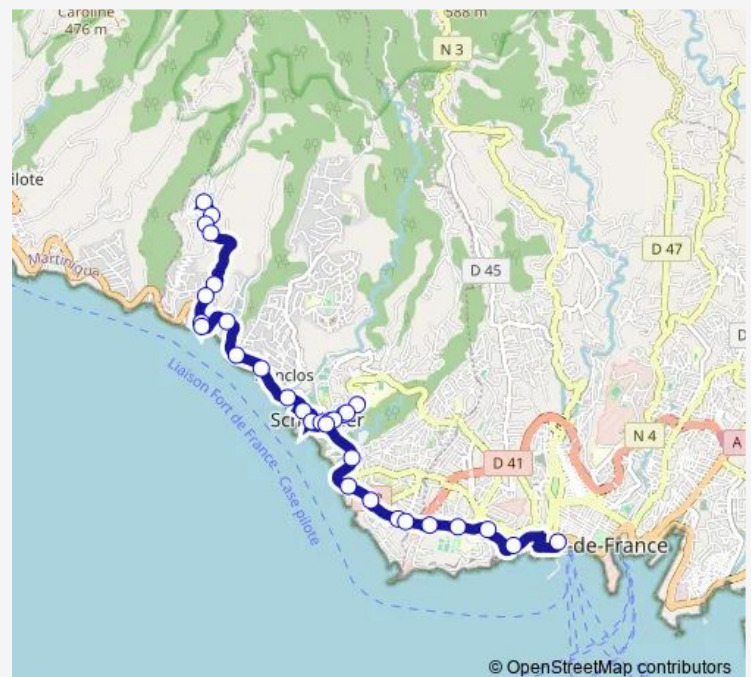 Caroline
476 m
588 m
N 3
ilote
D 47
D 45
Martinique
D
nclos
Liaison Fort de France - Case pilote
N 4
A
D 41
-de-France
© OpenStreetMap contributors